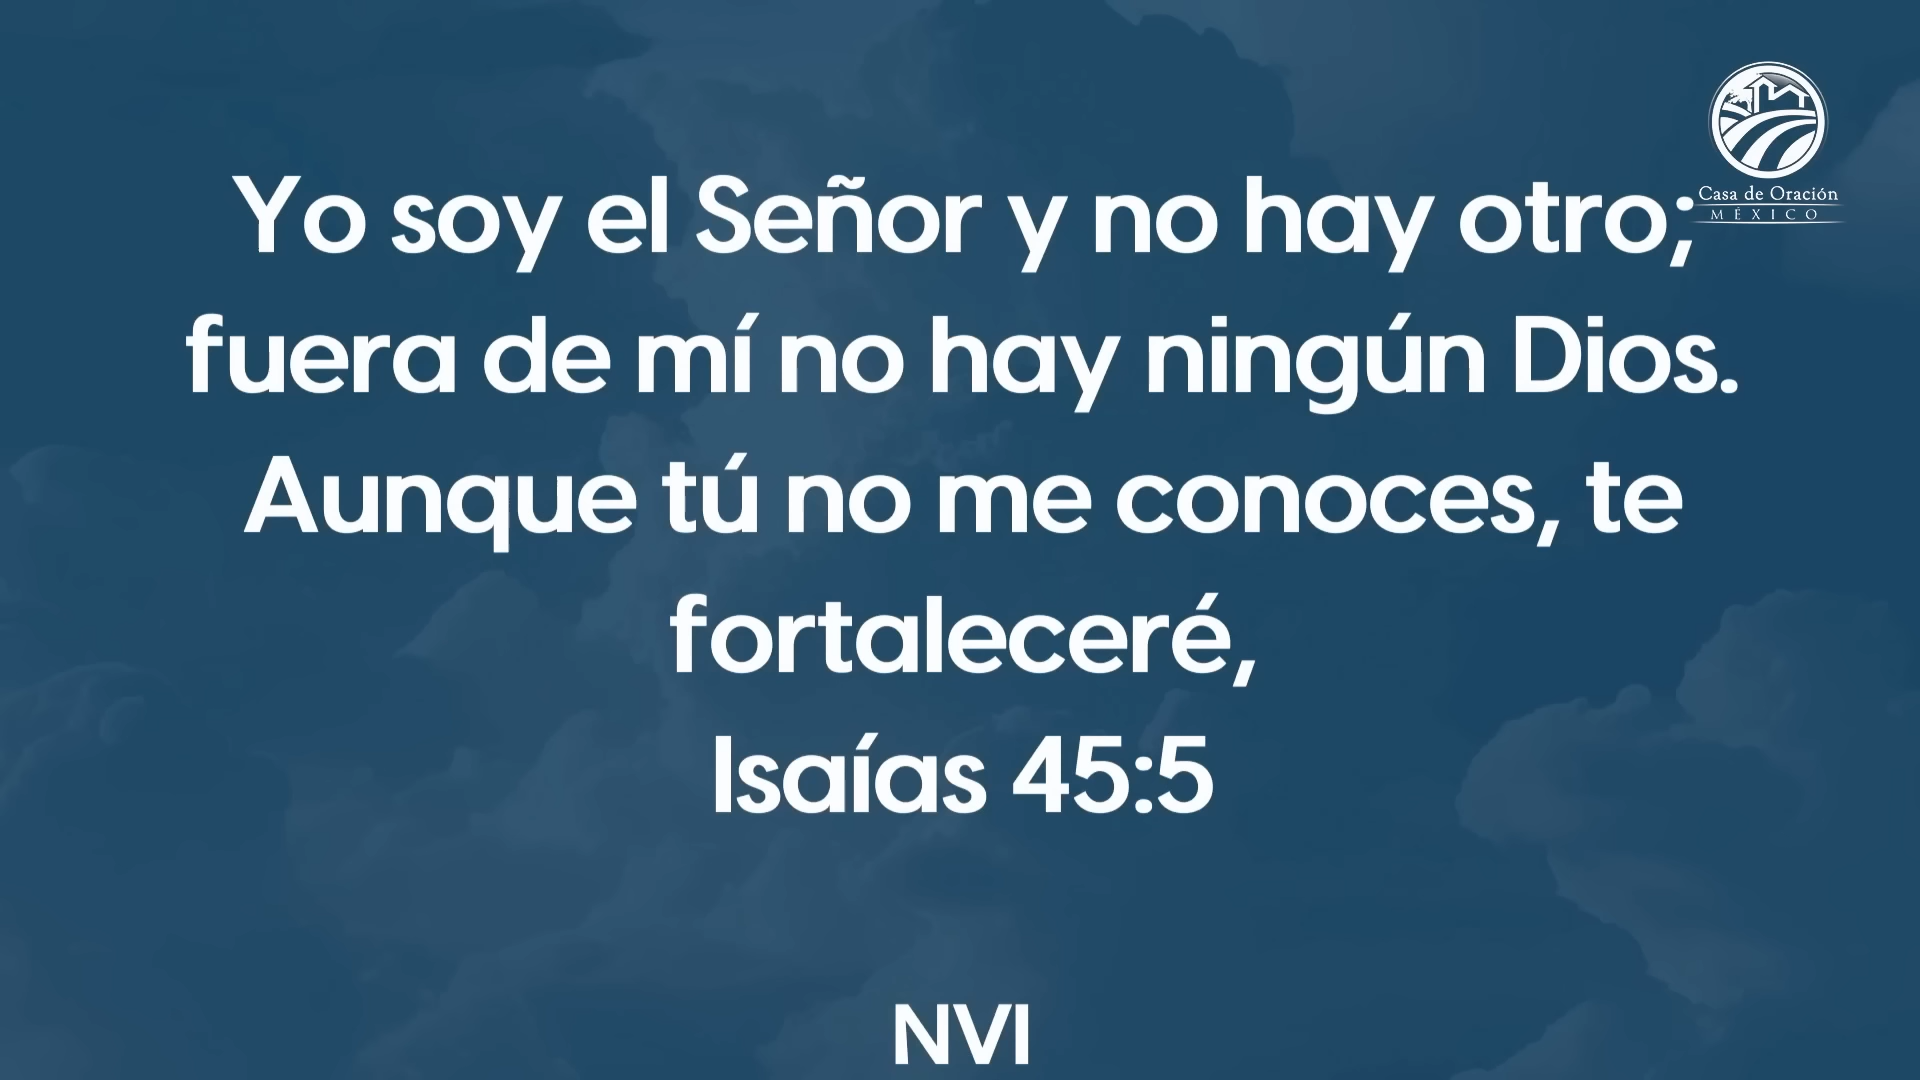 Casa de Oración
MÉXICO
Yo soy el Señor y no hay otro;
fuera de mí no hay ningún Dios.
Aunque tú no me conoces, te
fortaleceré,
Isaías 45:5
NVI